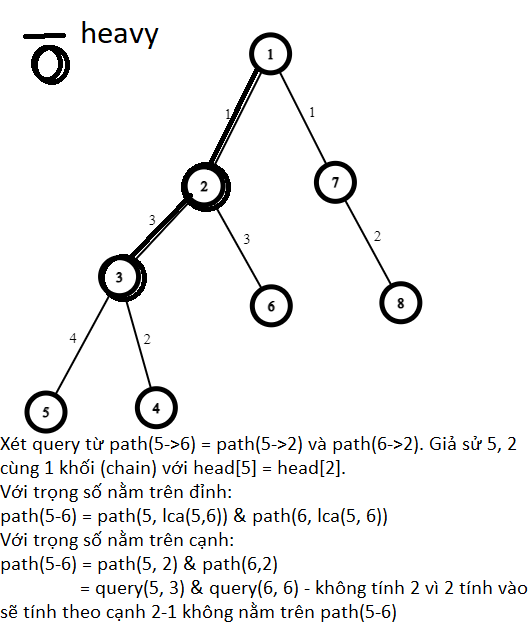 heavy
1
1
1
2
7
3
3
2
3
6
8
4
2
5
4
Xét query từ path(5->6) = path(5->2) và path(6->2). Giả sử 5, 2
cùng 1 khối (chain) với head[5] = head[2].
Với trọng số nằm trên đỉnh:
path(5-6) = path(5, lca(5,6)) & path(6, lca(5, 6))
Với trọng số nằm trên cạnh:
path(5-6) = path(5, 2) & path(6,2)
= query(5, 3) & query(6, 6) - không tính 2 vì 2 tính vào
sẽ tính theo cạnh 2-1 không nằm trên path(5-6)